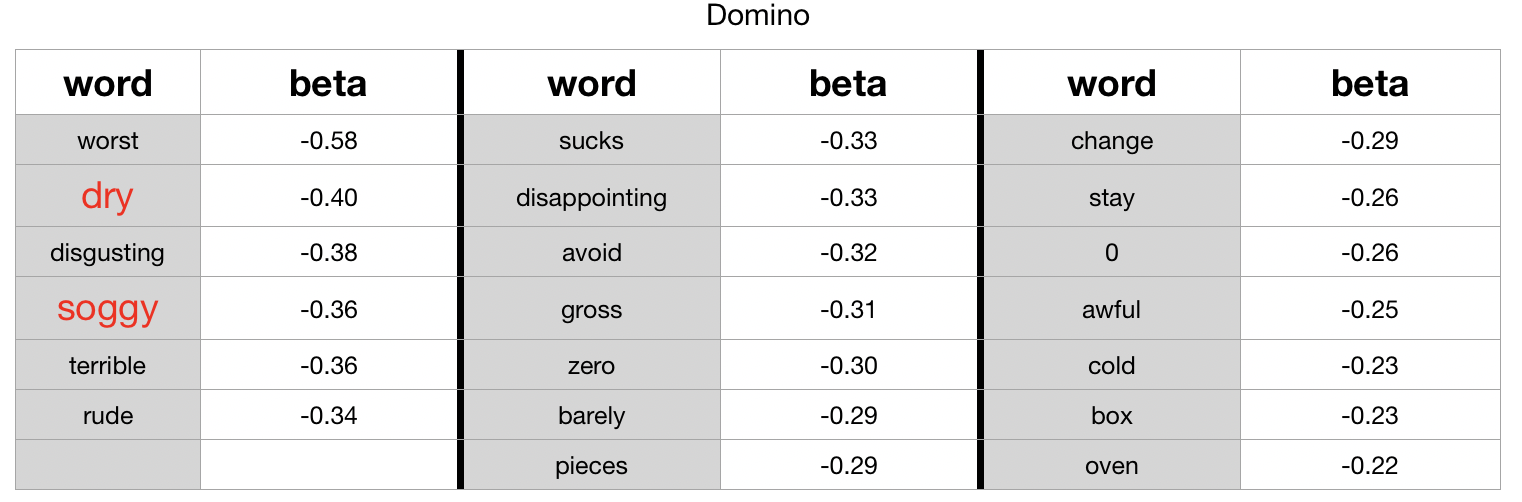 Domino
word beta word beta word beta
worst -0.58 sucks -0.33 change -0.29
dry -0.40 disappointing -0.33 stay -0.26
disgusting -0.38 avoid -0.32 0 -0.26
soggy -0.36 gross -0.31 awful -0.25
terrible -0.36 zero -0.30 cold -0.23
rude -0.34 barely -0.29 box -0.23
pieces -0.29 oven -0.22